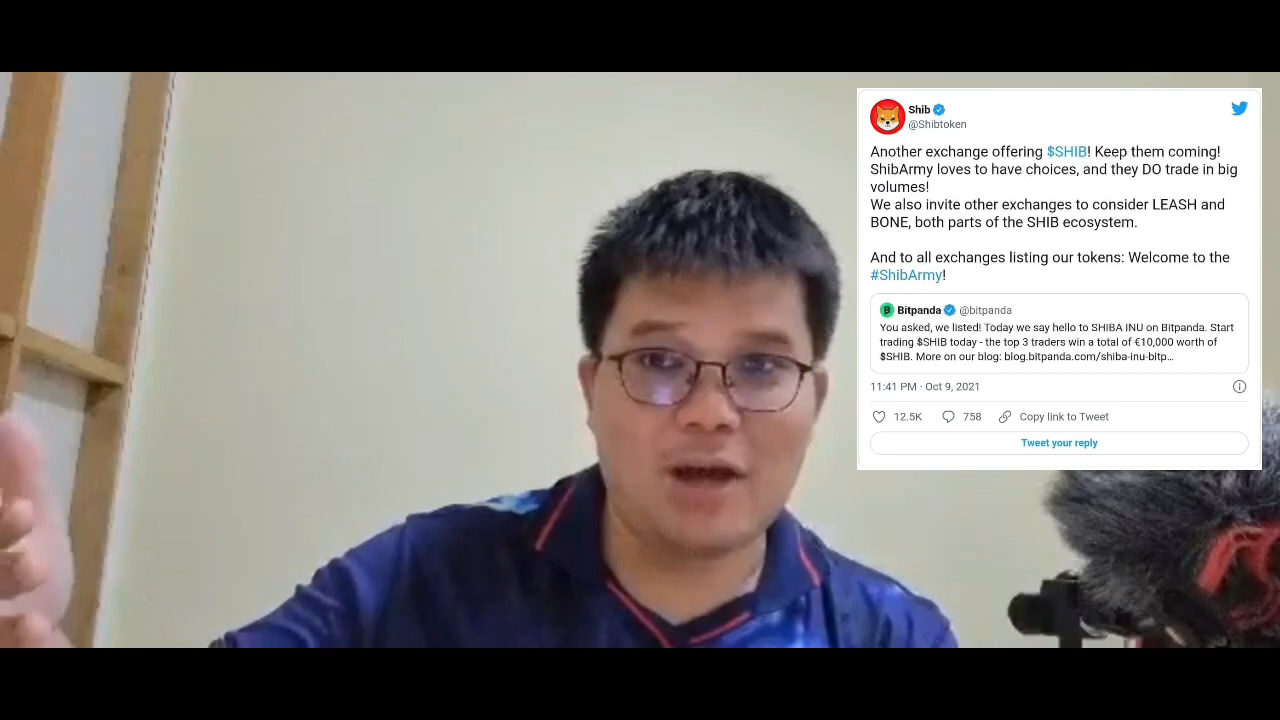 Shib
@Shibtoken
Another exchange offering $SHIB! Keep them coming!
ShibArmy loves to have choices, and they DO trade in big
volumes!
We also invite other exchanges to consider LEASH and
BONE, both parts of the SHIB ecosystem.
And to all exchanges listing our tokens: Welcome to the
#ShibArmy!
B Bitpanda @bitpanda
You asked, we listed! Today we say hello to SHIBA INU on Bitpanda. Start
trading $SHIB today - the top 3 traders win a total of €10,000 worth of
$SHIB. More on our blog: blog.bitpanda.com/shiba-inu-bitp…
11:41 PM · Oct 9, 2021
12.5K 758 Copy link to Tweet
Tweet your reply